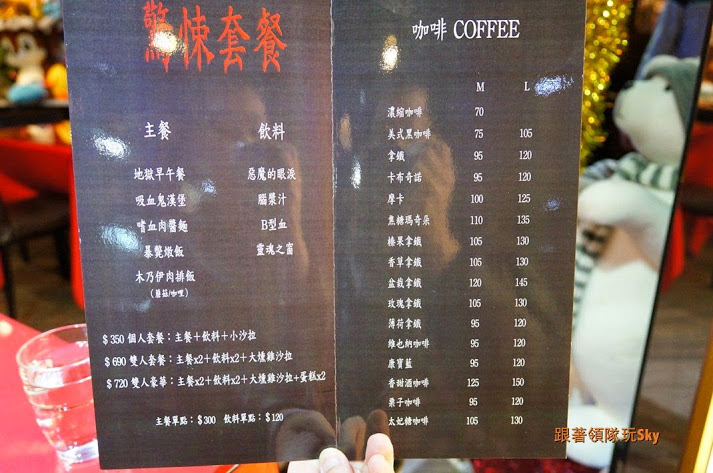 驚悚套餐
主餐 飲料
地獄早午餐 惡魔的眼淚
吸血鬼漢堡 腦漿汁
嗜血肉醬麵 B型血
暴斃燉飯 靈魂之窗
木乃伊肉排飯
(蘑菇/咖哩)
$350 個人套餐：主餐＋飲料＋小沙拉
$690 雙人套餐：主餐x2＋飲料x2＋大燻雞沙拉
$720 雙人豪華：主餐x2＋飲料x2＋大燻雞沙拉+蛋糕x2
主餐單點：$300 飲料單點：$120
咖啡 COFFEE
M L
濃縮咖啡 70
美式黑咖啡 75 105
拿鐵 95 120
卡布奇諾 95 120
摩卡 100 125
焦糖瑪奇朵 110 135
榛果拿鐵 105 130
香草拿鐵 105 130
盆栽拿鐵 120 145
玫瑰拿鐵 105 130
薄荷拿鐵 95 120
維也納咖啡 95 120
康寶藍 95 120
香甜酒咖啡 125 150
栗子咖啡 95 120
太妃糖咖啡 105 130
跟著領隊玩Sky